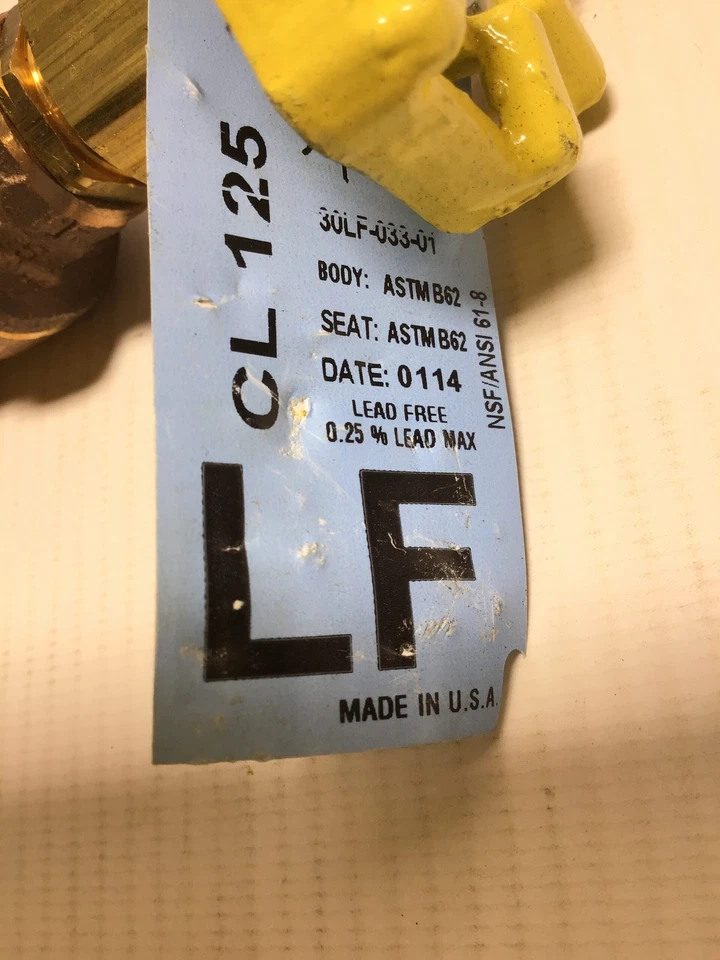 CL 125
30LF-033-01
BODY: ASTM B62
SEAT: ASTM B62
DATE: 0114
LEAD FREE
0.25 % LEAD MAX
NSF/ANSI 61-8
LF
MADE IN U.S.A.